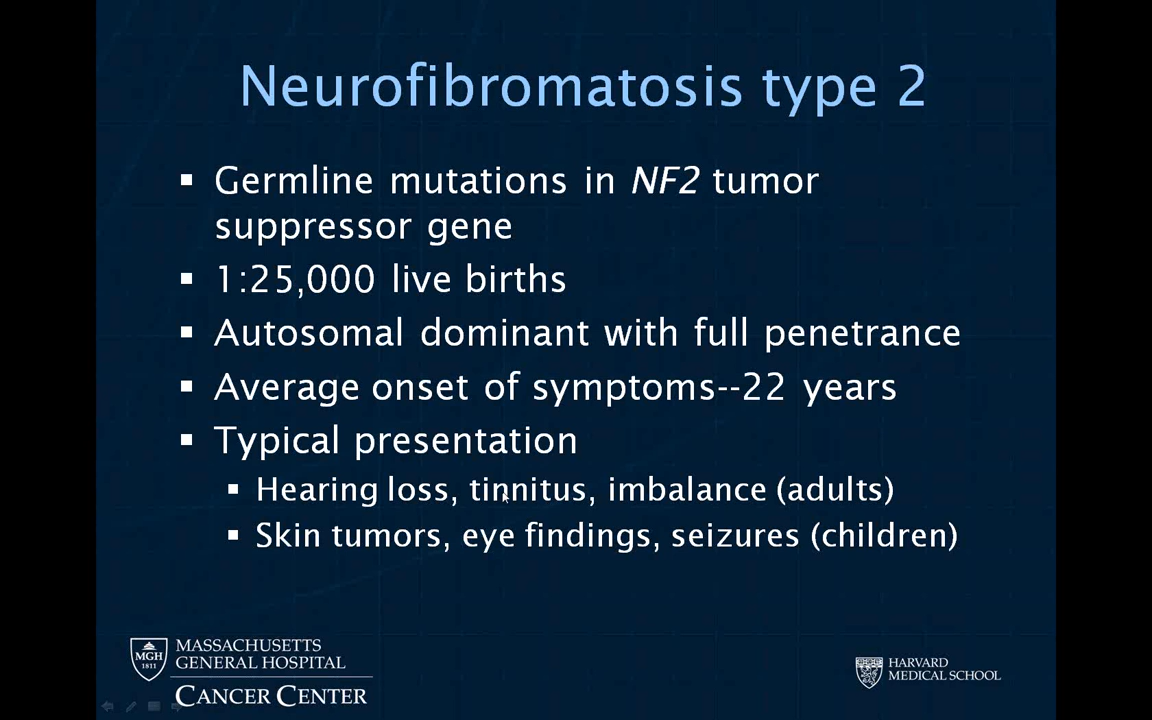 Neurofibromatosis type 2
▪ Germline mutations in NF2 tumor
suppressor gene
▪ 1:25,000 live births
▪ Autosomal dominant with full penetrance
▪ Average onset of symptoms--22 years
▪ Typical presentation
▪ Hearing loss, tinnitus, imbalance (adults)
▪ Skin tumors, eye findings, seizures (children)
MGH
1811
MASSACHUSETTS
GENERAL HOSPITAL
CANCER CENTER
HARVARD
MEDICAL SCHOOL